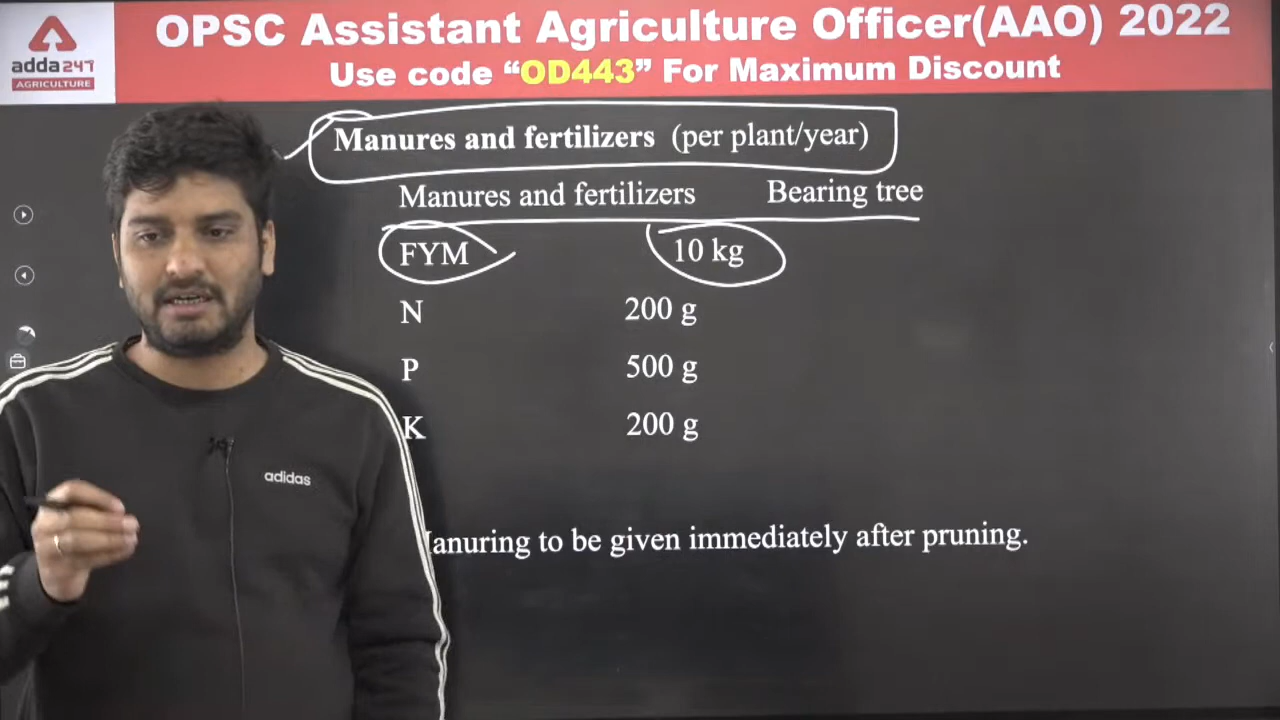 OPSC Assistant Agriculture Officer(AAO) 2022
adda247
AGRICULTURE
Use code “OD443” For Maximum Discount
Manures and fertilizers (per plant/year)
Manures and fertilizers Bearing tree
FYM 10 kg
N 200 g
P 500 g
K 200 g
adidas
anuring to be given immediately after pruning.